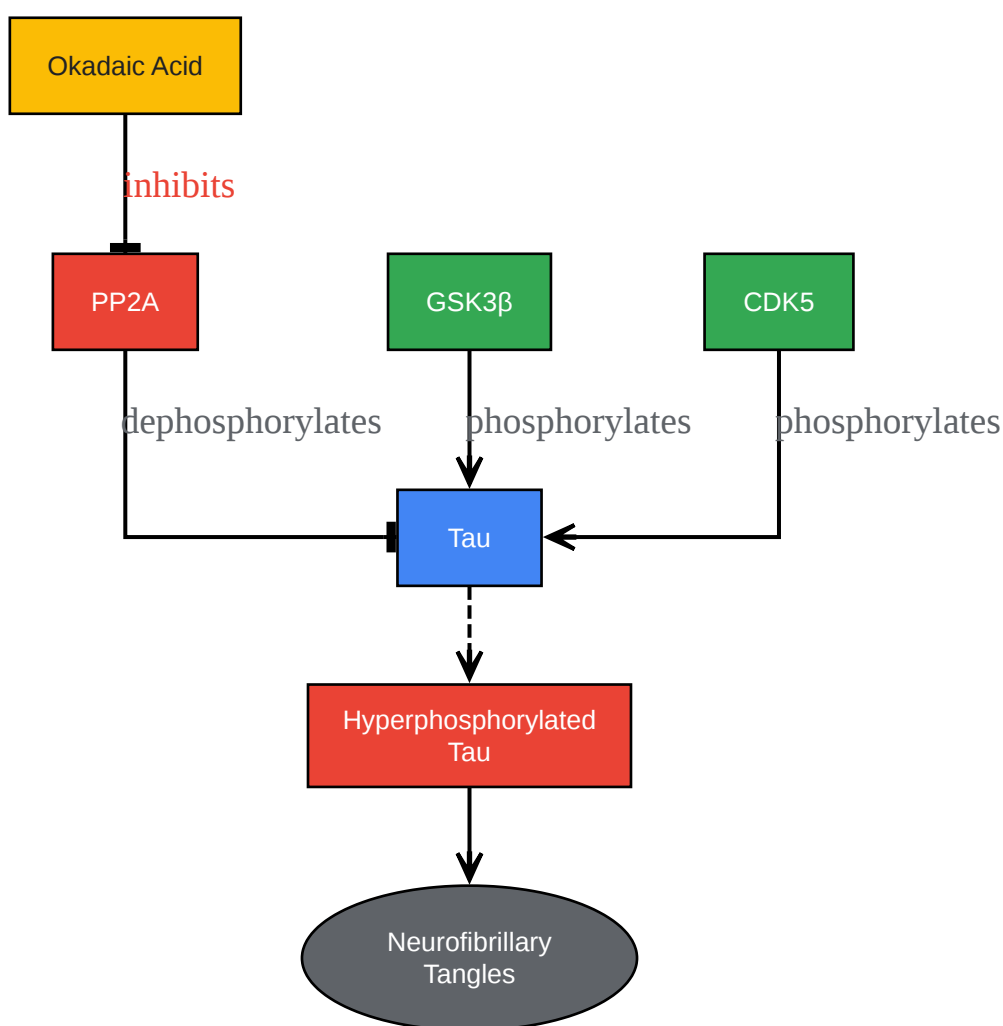 Okadaic Acid
inhibits
PP2A
GSK3β
CDK5
dephosphorylates
phosphorylates
phosphorylates
Tau
Hyperphosphorylated
Tau
Neurofibrillary
Tangles